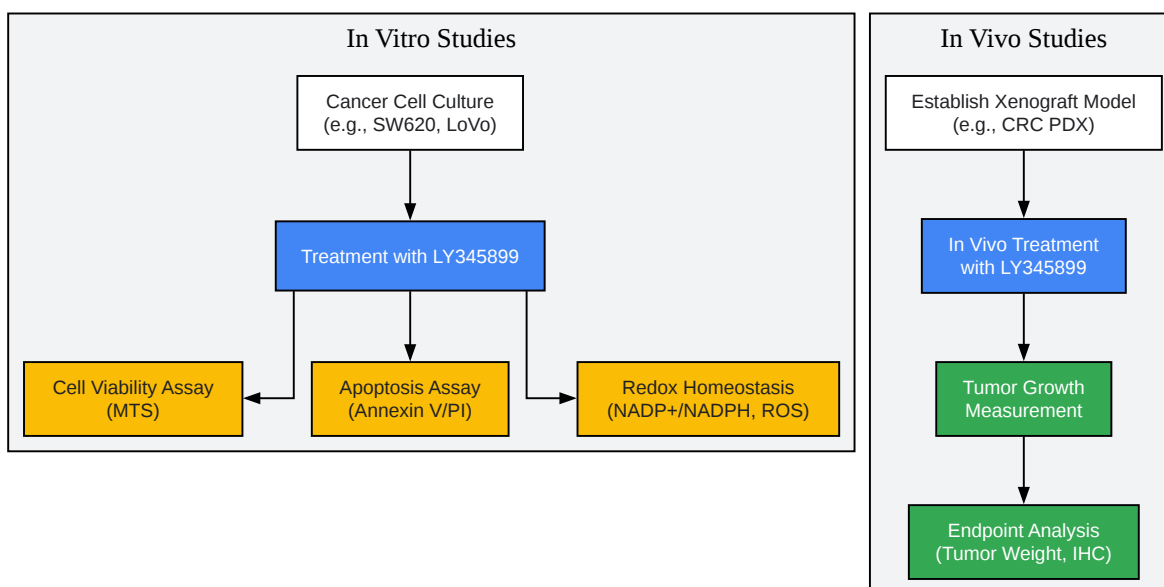 In Vitro Studies
Cancer Cell Culture
(e.g., SW620, LoVo)
Treatment with LY345899
Cell Viability Assay
(MTS)
Apoptosis Assay
(Annexin V/PI)
Redox Homeostasis
(NADP+/NADPH, ROS)
In Vivo Studies
Establish Xenograft Model
(e.g., CRC PDX)
In Vivo Treatment
with LY345899
Tumor Growth
Measurement
Endpoint Analysis
(Tumor Weight, IHC)